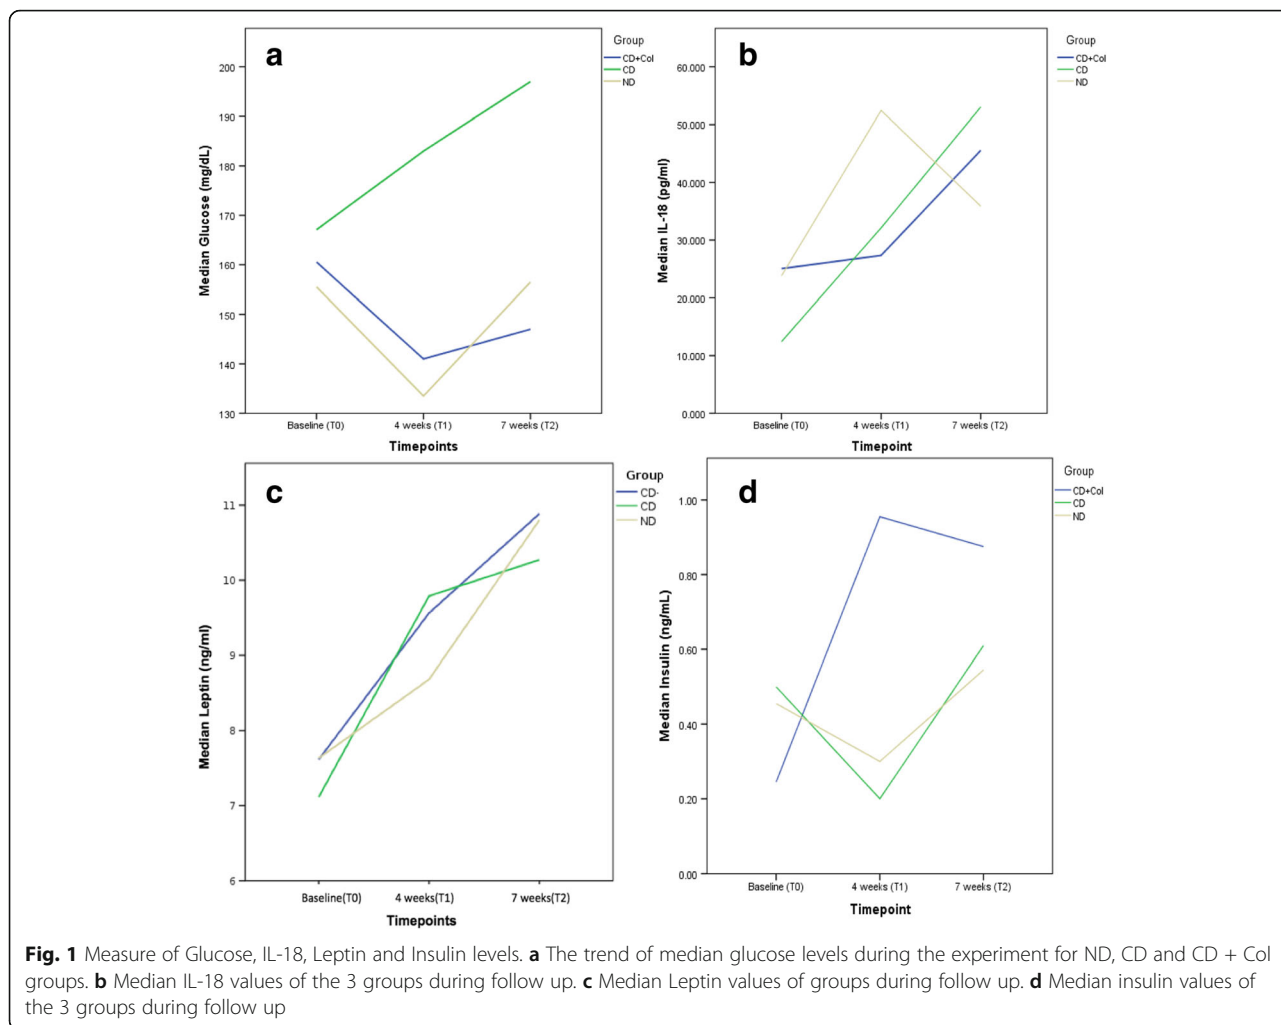 a
Group
CD+Col
CD
ND
200
190
180
170
160
150
140
130
Median Glucose (mg/dL)
Baseline (T0) 4 weeks (T1) 7 weeks (T2)
Timepoints
b
Group
CD+Col
CD
ND
60.000
50.000
40.000
30.000
20.000
10.000
0.000
Median IL-18 (pg/ml)
Baseline (T0) 4 weeks (T1) 7 weeks (T2)
Timepoint
c
Group
CD-
CD
ND
11
10
9
8
7
6
Median Leptin (ng/ml)
Baseline(T0) 4 weeks(T1) 7 weeks(T2)
Timepoints
d
Group
CD+Col
CD
ND
1.00
0.80
0.60
0.40
0.20
0.00
Median Insulin (ng/mL)
Baseline (T0) 4 weeks (T1) 7 weeks (T2)
Timepoint
Fig. 1 Measure of Glucose, IL-18, Leptin and Insulin levels. a The trend of median glucose levels during the experiment for ND, CD and CD + Col
groups. b Median IL-18 values of the 3 groups during follow up. c Median Leptin values of groups during follow up. d Median insulin values of
the 3 groups during follow up